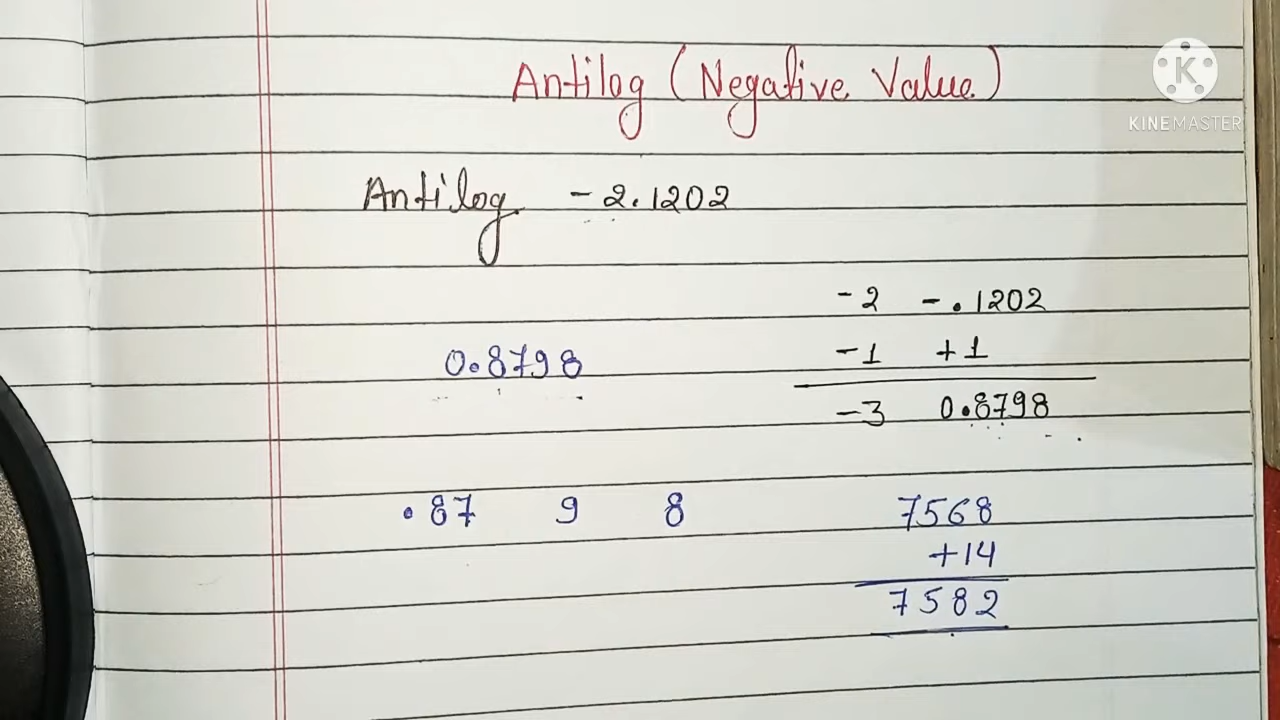 Antilog (Negative Value)
K
KINEMASTER
Antilog -2.1202
-2 -.1202
0.8798 -1 +1
-3 0.8798
.87 9 8 7568
+14
7582